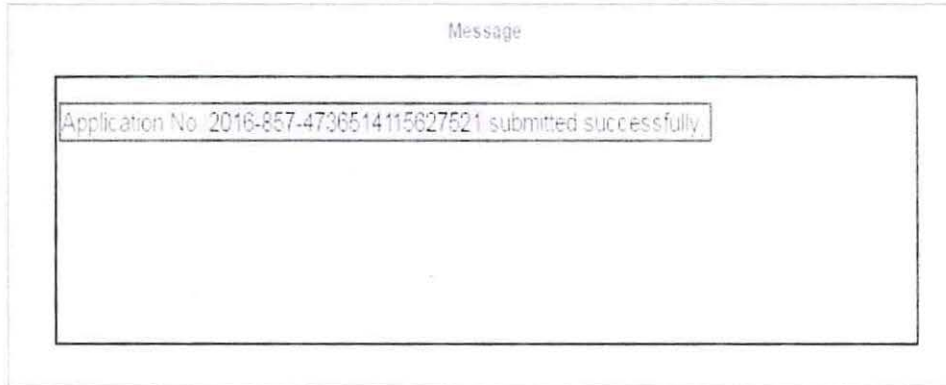 Message
Application No. 2016-857-4736514115627521 submitted successfully.